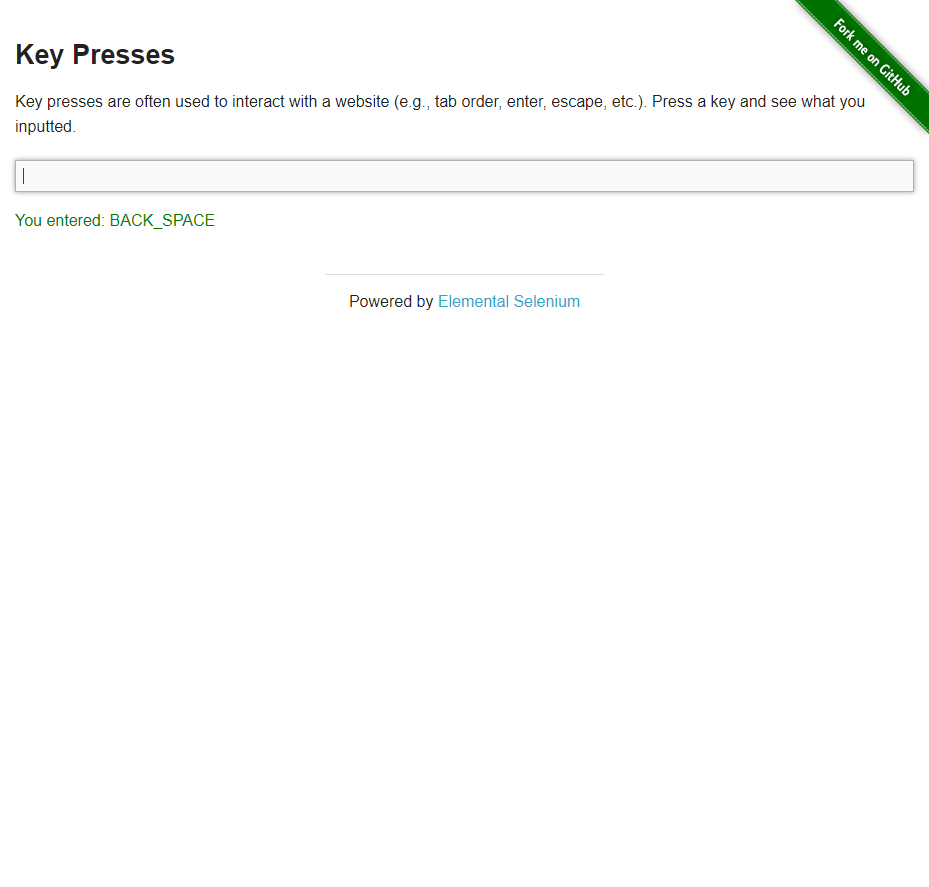 Fork me on GitHub
Key Presses
Key presses are often used to interact with a website (e.g., tab order, enter, escape, etc.). Press a key and see what you
inputted.
You entered: BACK_SPACE
Powered by Elemental Selenium